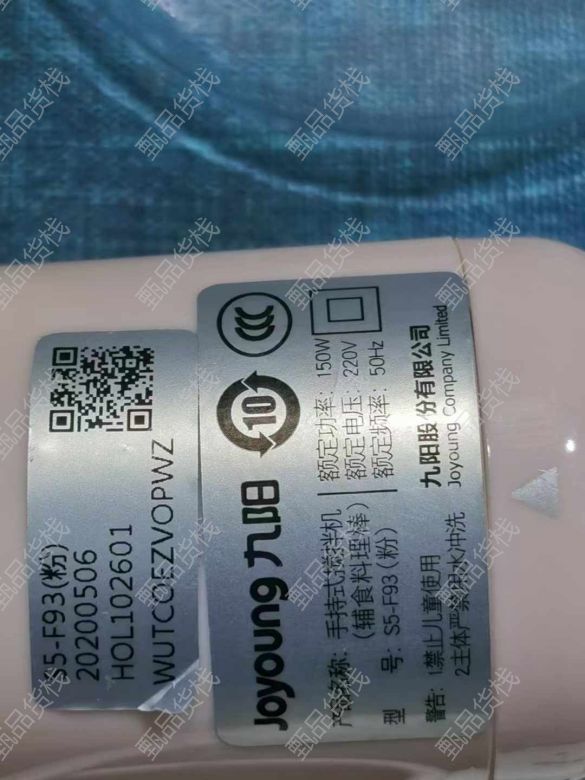 S5-F93(粉)
20200506
HOL102601
Joyoung 九阳
10
产品名称: 手持式搅拌机
(辅食料理棒)
型 号: S5-F93(粉)
额定功率: 150W
额定电压: 220V
额定频率: 50Hz
警告: 1禁止儿童使用
2主体严禁用水冲洗
九阳股份有限公司
Joyoung Company Limited
甄品货栈